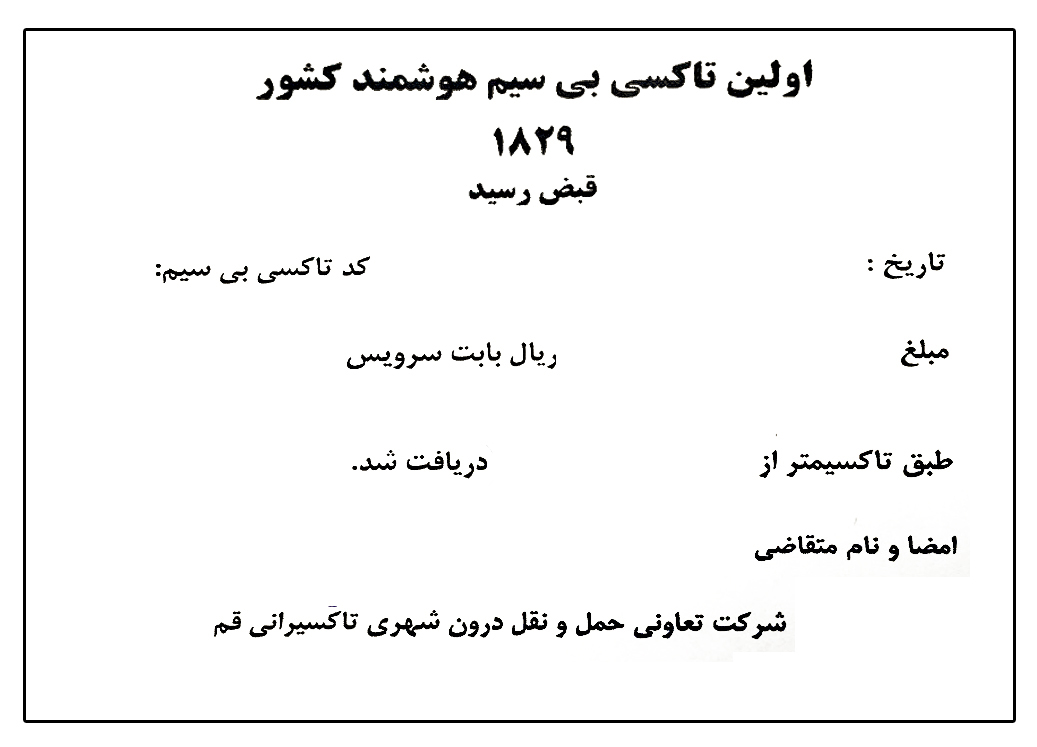 اولین تاکسی بی سیم هوشمند کشور
۱۸۲۹
قبض رسید
تاریخ : کد تاکسی بی سیم:
مبلغ ریال بابت سرویس
طبق تاکسیمتر از دریافت شد.
امضا و نام متقاضی
شرکت تعاونی حمل و نقل درون شهری تاکسیرانی قم